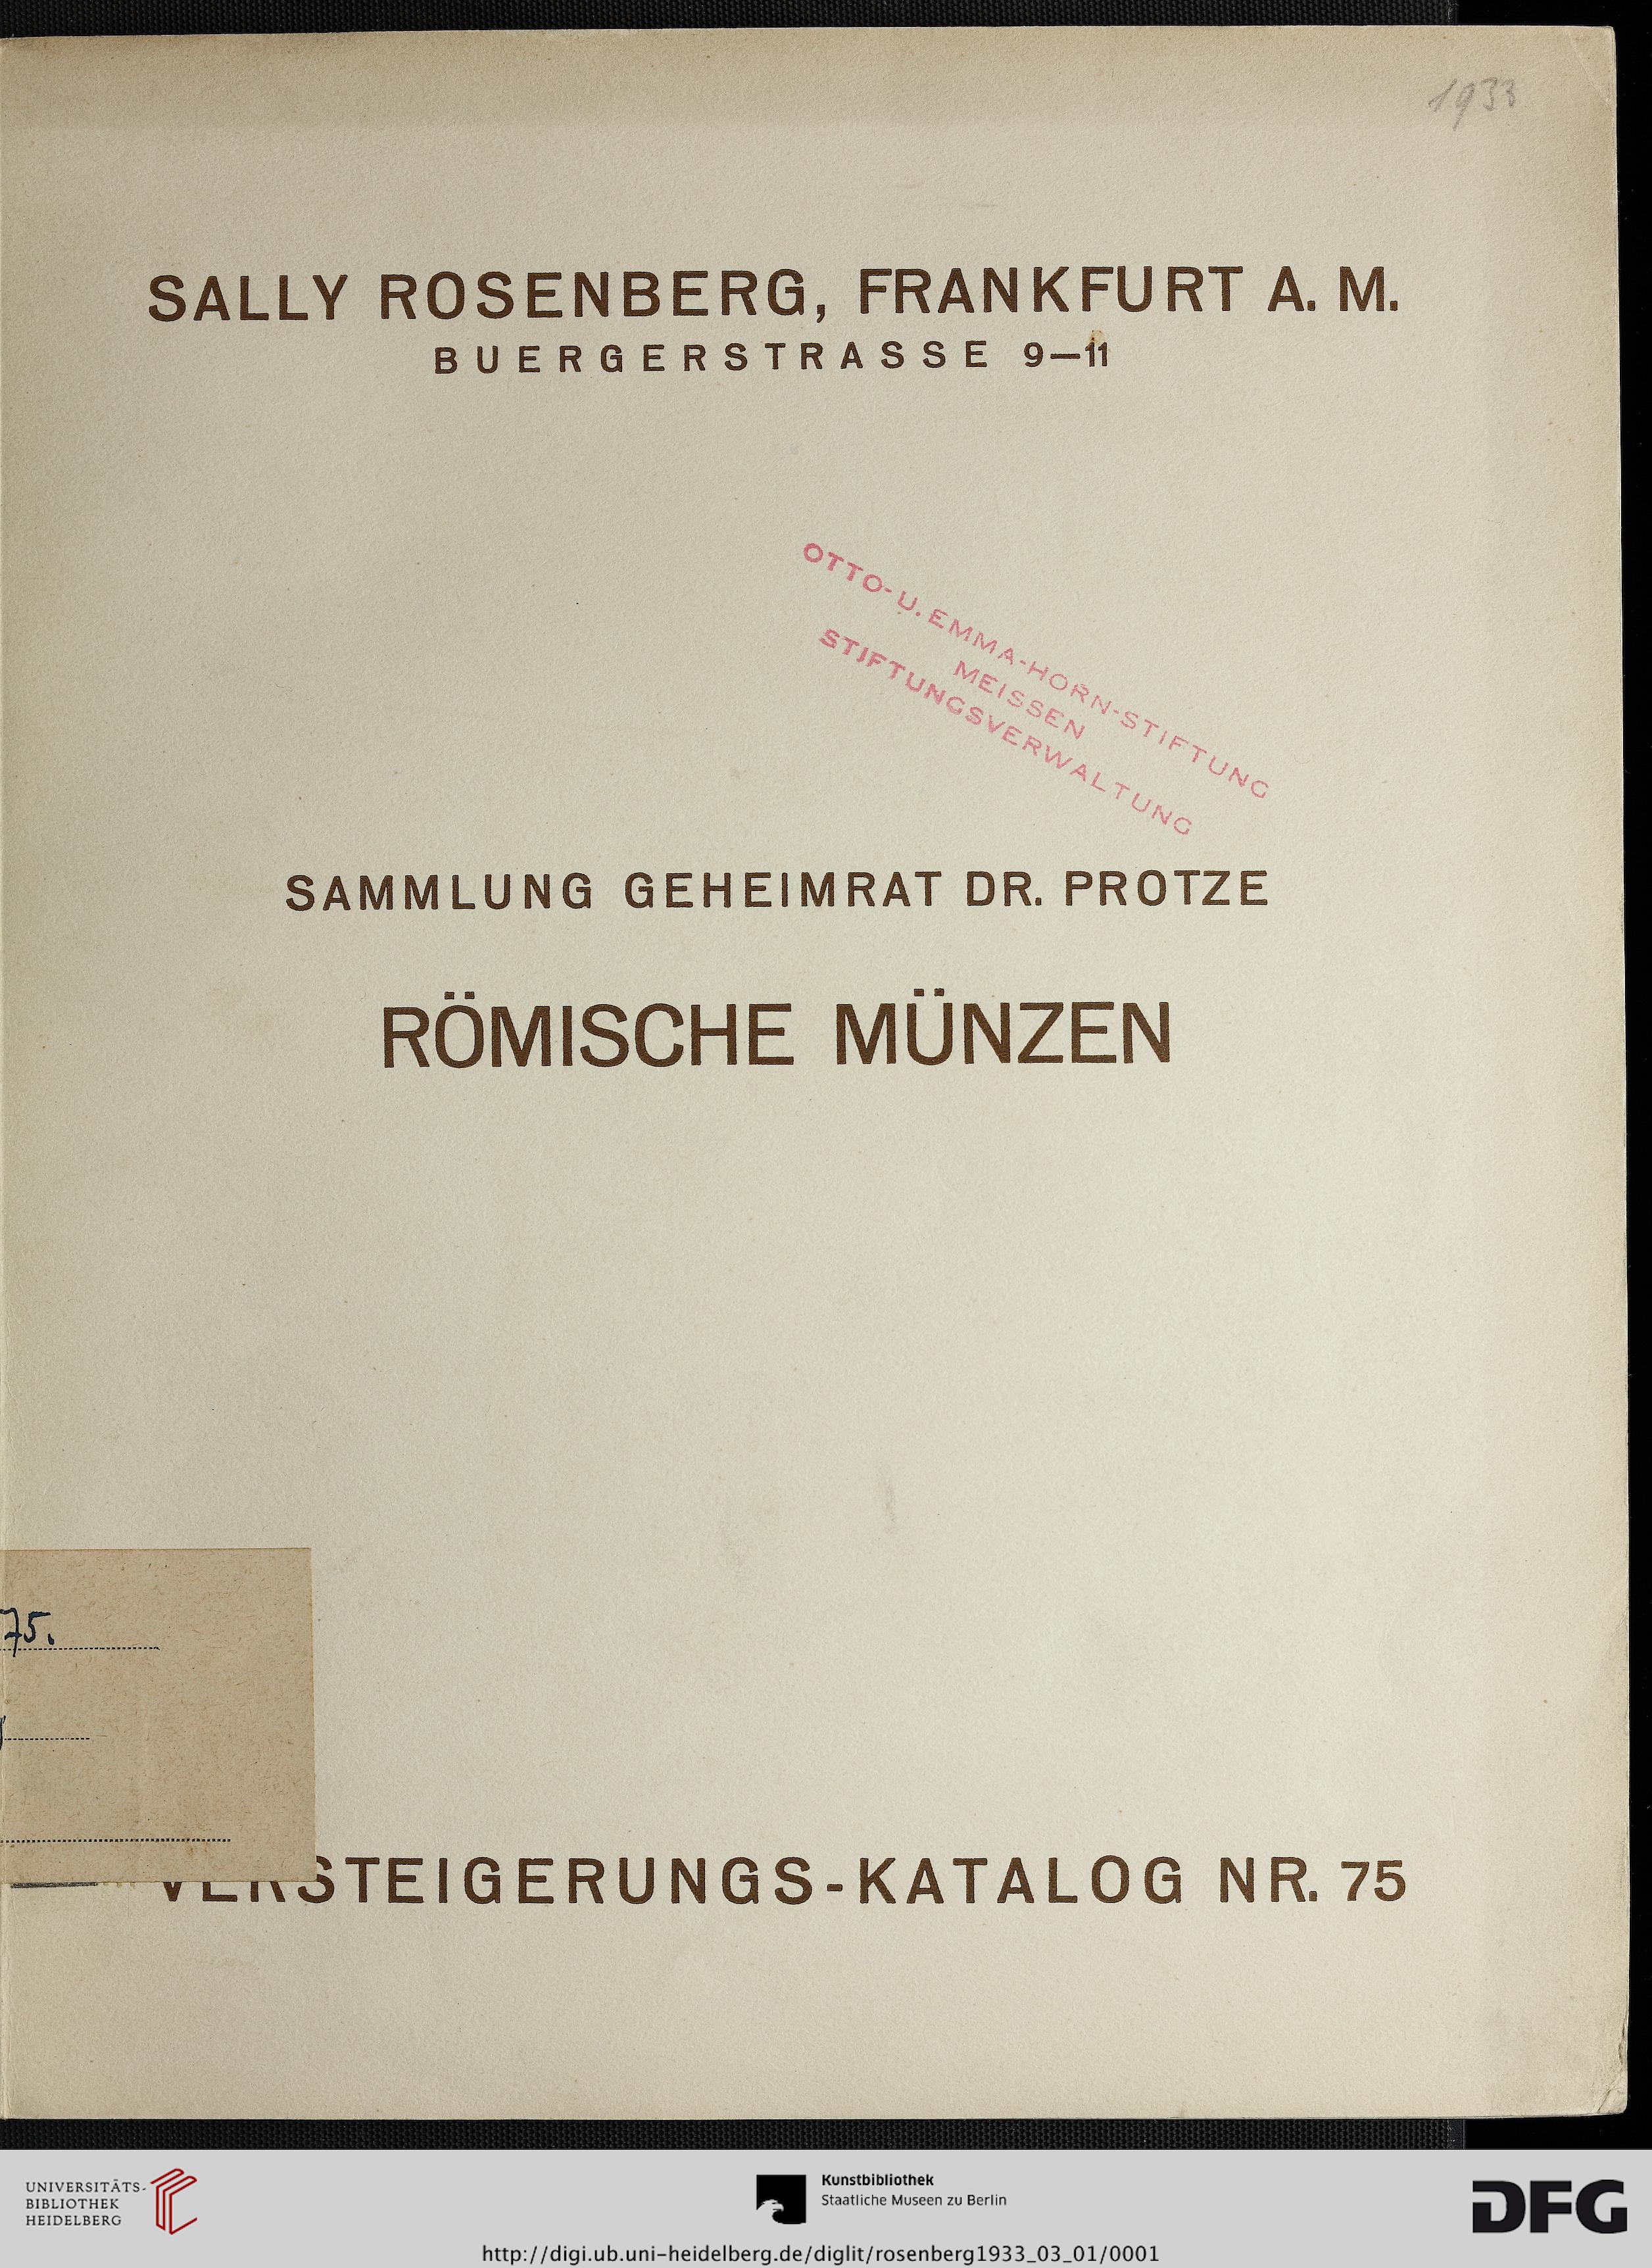 1933
SALLY ROSENBERG, FRANKFURT A. M.
BUERGERSTRASSE 9—11
OTTO- U. EMMA-HORN-STIFTUNG
MEISSEN
STIFTUNGSVERWALTUNG
SAMMLUNG GEHEIMRAT DR. PROTZE
RÖMISCHE MÜNZEN
75.
VERSTEIGERUNGS-KATALOG NR. 75
UNIVERSITÄTS-
BIBLIOTHEK
HEIDELBERG
Kunstbibliothek
Staatliche Museen zu Berlin
DFG
http://digi.ub.uni-heidelberg.de/diglit/rosenberg1933_03_01/0001